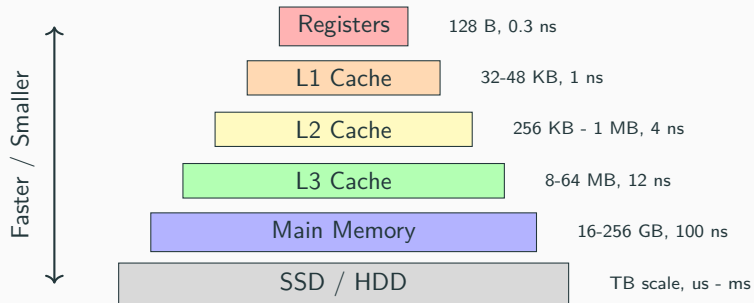 Registers 128 B, 0.3 ns
L1 Cache 32-48 KB, 1 ns
L2 Cache 256 KB - 1 MB, 4 ns
L3 Cache 8-64 MB, 12 ns
Main Memory 16-256 GB, 100 ns
SSD / HDD TB scale, us - ms
Faster / Smaller